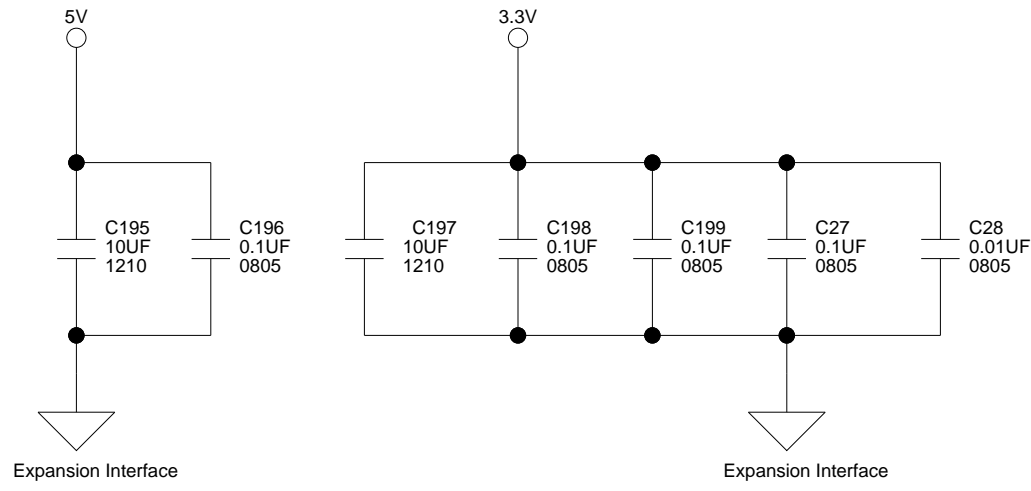 5V
3.3V
C195
10UF
1210
C196
0.1UF
0805
C197
10UF
1210
C198
0.1UF
0805
C199
0.1UF
0805
C27
0.1UF
0805
C28
0.01UF
0805
Expansion Interface
Expansion Interface